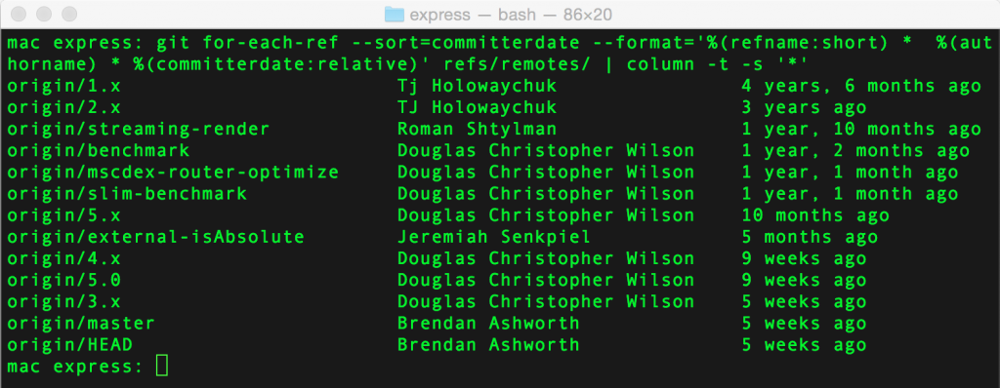 express — bash — 86×20
mac express: git for-each-ref --sort=committerdate --format='%(refname:short) *  %(aut
horname) * %(committerdate:relative)' refs/remotes/ | column -t -s '*'
origin/1.x                        Tj Holowaychuk                4 years, 6 months ago
origin/2.x                        TJ Holowaychuk                3 years ago
origin/streaming-render           Roman Shtylman                1 year, 10 months ago
origin/benchmark                  Douglas Christopher Wilson    1 year, 2 months ago
origin/mscdex-router-optimize     Douglas Christopher Wilson    1 year, 1 month ago
origin/slim-benchmark             Douglas Christopher Wilson    1 year, 1 month ago
origin/5.x                        Douglas Christopher Wilson    10 months ago
origin/external-isAbsolute        Jeremiah Senkpiel             5 months ago
origin/4.x                        Douglas Christopher Wilson    9 weeks ago
origin/5.0                        Douglas Christopher Wilson    9 weeks ago
origin/3.x                        Douglas Christopher Wilson    5 weeks ago
origin/master                     Brendan Ashworth              5 weeks ago
origin/HEAD                       Brendan Ashworth              5 weeks ago
mac express: